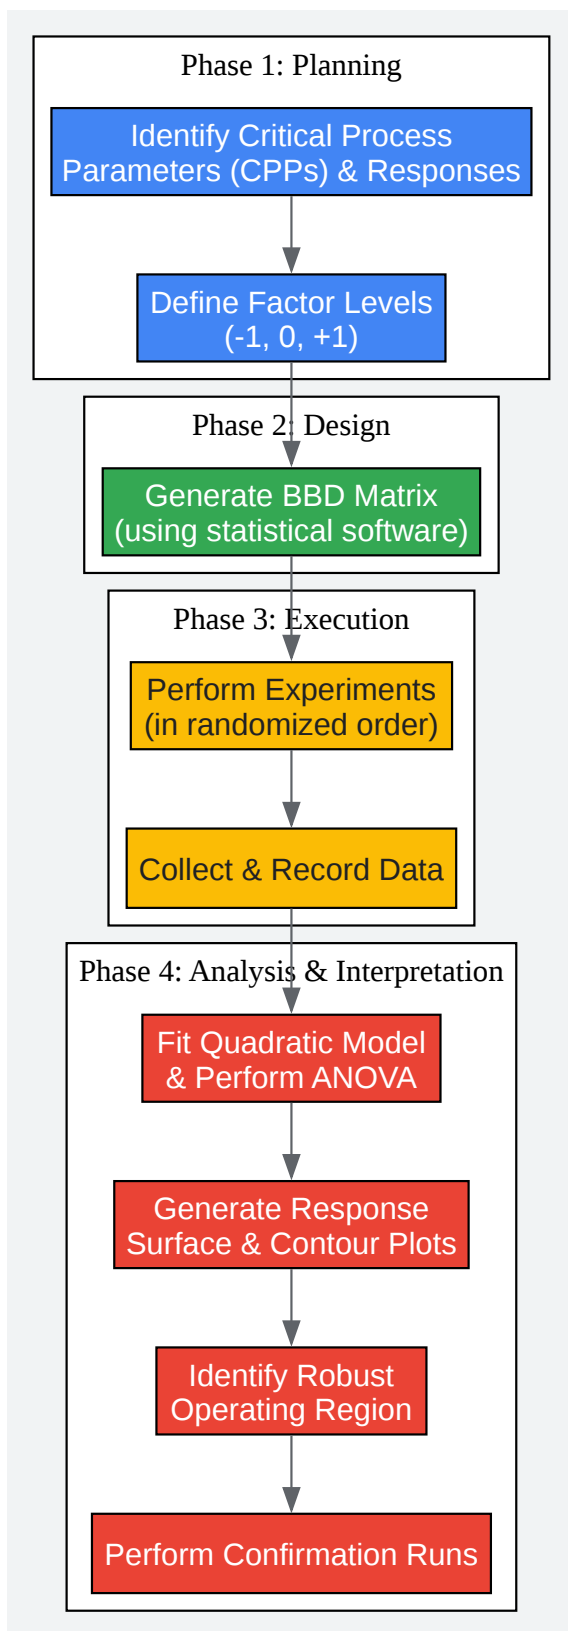 Phase 1: Planning
Identify Critical Process
Parameters (CPPs) & Responses
Define Factor Levels
(-1, 0, +1)
Phase 2: Design
Generate BBD Matrix
(using statistical software)
Phase 3: Execution
Perform Experiments
(in randomized order)
Collect & Record Data
Phase 4: Analysis & Interpretation
Fit Quadratic Model
& Perform ANOVA
Generate Response
Surface & Contour Plots
Identify Robust
Operating Region
Perform Confirmation Runs